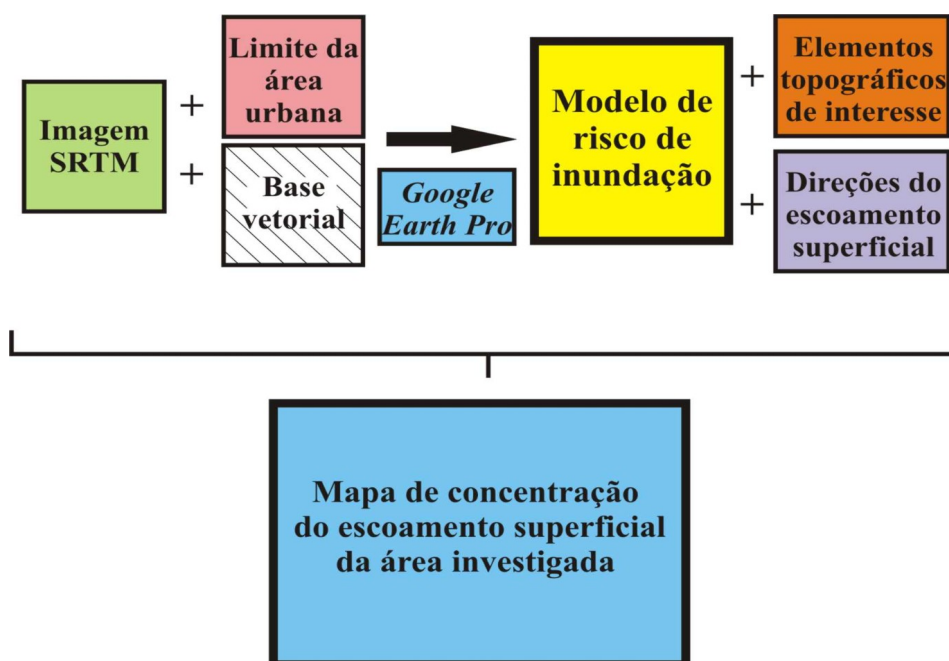 Imagem
SRTM
+
+
Limite da
área
urbana
Base
vetorial
Google
Earth Pro
Modelo de
risco de
inundação
+
+
Elementos
topográficos
de interesse
Direções do
escoamento
superficial
Mapa de concentração
do escoamento superficial
da área investigada